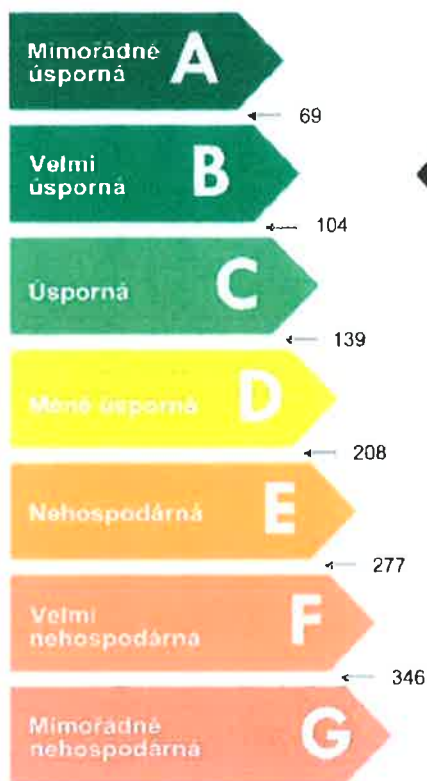 Mimořádně
úsporná A
69
Velmi
úsporná B
104
Úsporná C
139
Méně úsporná D
208
Nehospodárná E
277
Velmi
nehospodárná F
346
Mimořádně
nehospodárná G